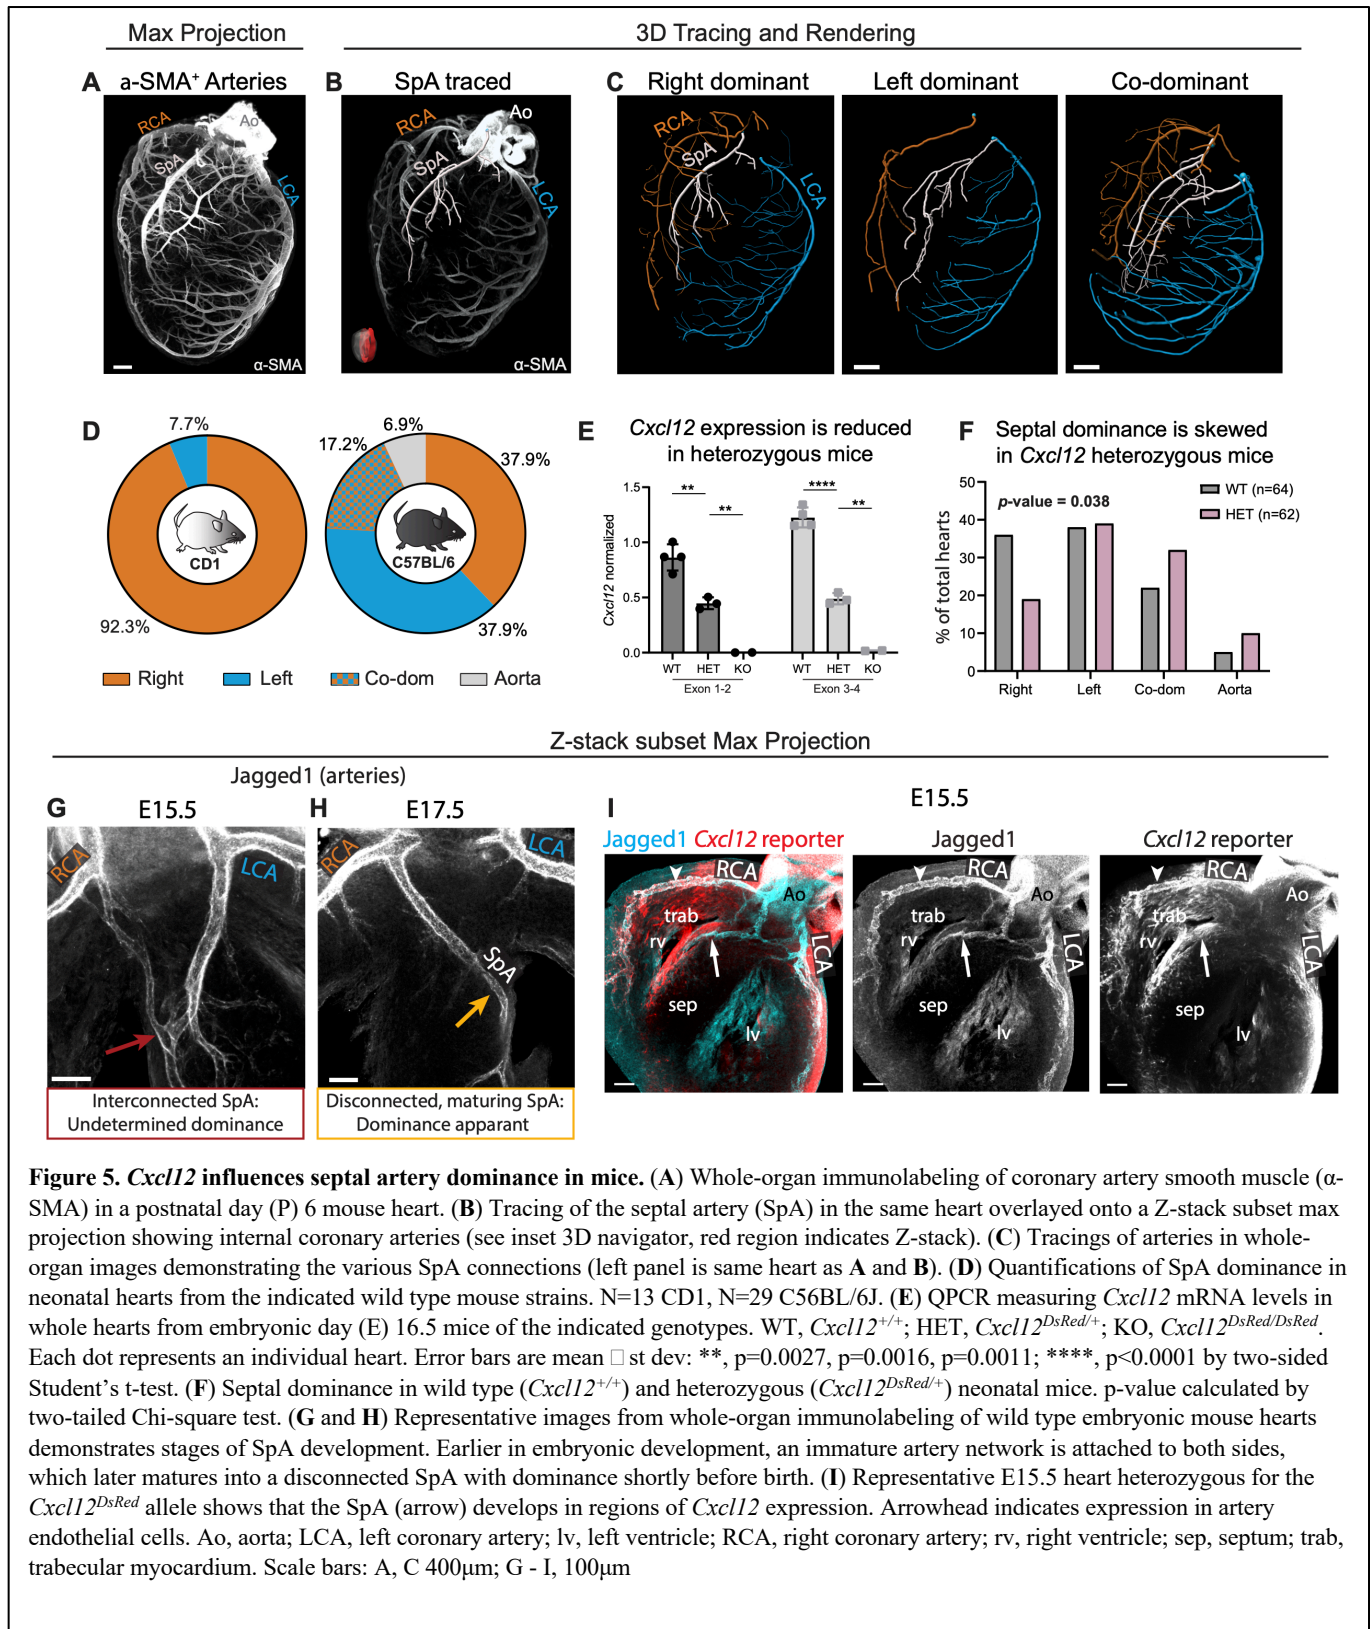 Max Projection
3D Tracing and Rendering
A
a-SMA⁺ Arteries
B
SpA traced
C
Right dominant
Left dominant
Co-dominant
RCA
Ao
SpA
LCA
α-SMA
RCA
Ao
SpA
LCA
α-SMA
RCA
SpA
LCA
D
7.7%
92.3%
CD1
6.9%
17.2%
37.9%
37.9%
C57BL/6
Right
Left
Co-dom
Aorta
E
Cxcl12 expression is reduced
in heterozygous mice
Cxcl12 normalized
1.5
1.0
0.5
0.0
**
**
****
**
WT
HET
KO
WT
HET
KO
Exon 1-2
Exon 3-4
F
Septal dominance is skewed
in Cxcl12 heterozygous mice
% of total hearts
50
40
30
20
10
0
p-value = 0.038
WT (n=64)
HET (n=62)
Right
Left
Co-dom
Aorta
Z-stack subset Max Projection
Jagged1 (arteries)
G
E15.5
H
E17.5
I
E15.5
RCA
LCA
RCA
LCA
SpA
Interconnected SpA:
Undetermined dominance
Disconnected, maturing SpA:
Dominance apparant
Jagged1 Cxcl12 reporter
Jagged1
Cxcl12 reporter
RCA
Ao
trab
rv
LCA
sep
lv
RCA
Ao
trab
rv
LCA
sep
lv
RCA
Ao
trab
rv
LCA
sep
lv
Figure 5. Cxcl12 influences septal artery dominance in mice. (A) Whole-organ immunolabeling of coronary artery smooth muscle (α-
SMA) in a postnatal day (P) 6 mouse heart. (B) Tracing of the septal artery (SpA) in the same heart overlayed onto a Z-stack subset max
projection showing internal coronary arteries (see inset 3D navigator, red region indicates Z-stack). (C) Tracings of arteries in whole-
organ images demonstrating the various SpA connections (left panel is same heart as A and B). (D) Quantifications of SpA dominance in
neonatal hearts from the indicated wild type mouse strains. N=13 CD1, N=29 C56BL/6J. (E) QPCR measuring Cxcl12 mRNA levels in
whole hearts from embryonic day (E) 16.5 mice of the indicated genotypes. WT, Cxcl12⁺/⁺; HET, Cxcl12ᴰˢᴿᵉᵈ/⁺; KO, Cxcl12ᴰˢᴿᵉᵈ/ᴰˢᴿᵉᵈ.
Each dot represents an individual heart. Error bars are mean □ st dev: **, p=0.0027, p=0.0016, p=0.0011; ****, p<0.0001 by two-sided
Student’s t-test. (F) Septal dominance in wild type (Cxcl12⁺/⁺) and heterozygous (Cxcl12ᴰˢᴿᵉᵈ/⁺) neonatal mice. p-value calculated by
two-tailed Chi-square test. (G and H) Representative images from whole-organ immunolabeling of wild type embryonic mouse hearts
demonstrates stages of SpA development. Earlier in embryonic development, an immature artery network is attached to both sides,
which later matures into a disconnected SpA with dominance shortly before birth. (I) Representative E15.5 heart heterozygous for the
Cxcl12ᴰˢᴿᵉᵈ allele shows that the SpA (arrow) develops in regions of Cxcl12 expression. Arrowhead indicates expression in artery
endothelial cells. Ao, aorta; LCA, left coronary artery; lv, left ventricle; RCA, right coronary artery; rv, right ventricle; sep, septum; trab,
trabecular myocardium. Scale bars: A, C 400μm; G - I, 100μm